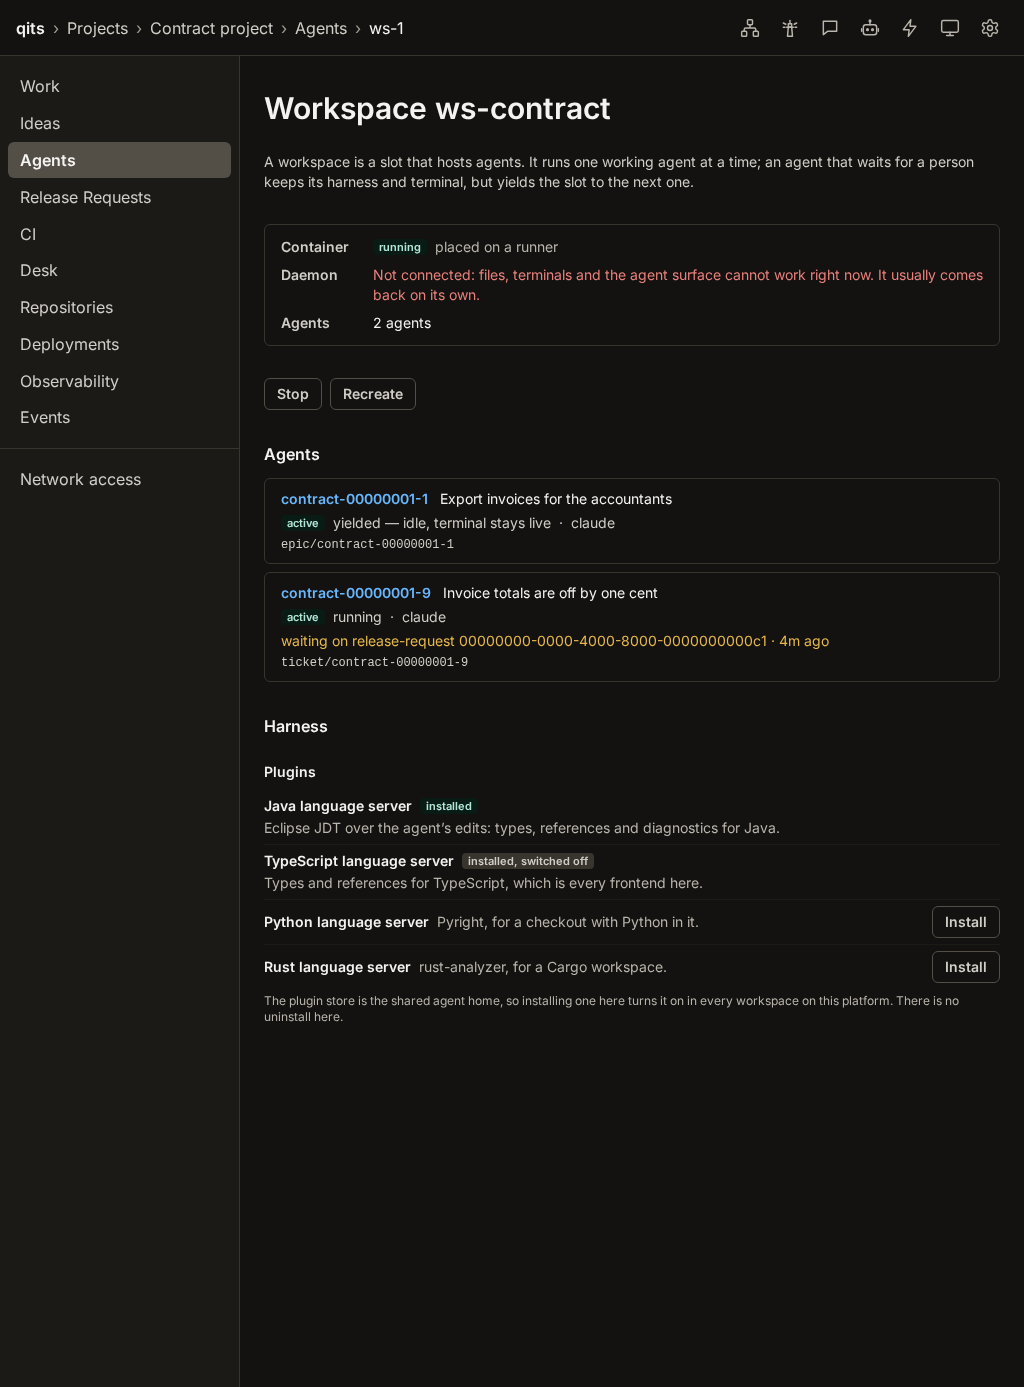 qits › Projects › Contract project › Agents › ws-1
Work
Ideas
Agents
Release Requests
CI
Desk
Repositories
Deployments
Observability
Events
Network access
Workspace ws-contract
A workspace is a slot that hosts agents. It runs one working agent at a time; an agent that waits for a person
keeps its harness and terminal, but yields the slot to the next one.
Container running placed on a runner
Daemon Not connected: files, terminals and the agent surface cannot work right now. It usually comes
back on its own.
Agents 2 agents
Stop Recreate
Agents
contract-00000001-1 Export invoices for the accountants
active yielded — idle, terminal stays live · claude
epic/contract-00000001-1
contract-00000001-9 Invoice totals are off by one cent
active running · claude
waiting on release-request 00000000-0000-4000-8000-0000000000c1 · 4m ago
ticket/contract-00000001-9
Harness
Plugins
Java language server installed
Eclipse JDT over the agent’s edits: types, references and diagnostics for Java.
TypeScript language server installed, switched off
Types and references for TypeScript, which is every frontend here.
Python language server Pyright, for a checkout with Python in it. Install
Rust language server rust-analyzer, for a Cargo workspace. Install
The plugin store is the shared agent home, so installing one here turns it on in every workspace on this platform. There is no
uninstall here.